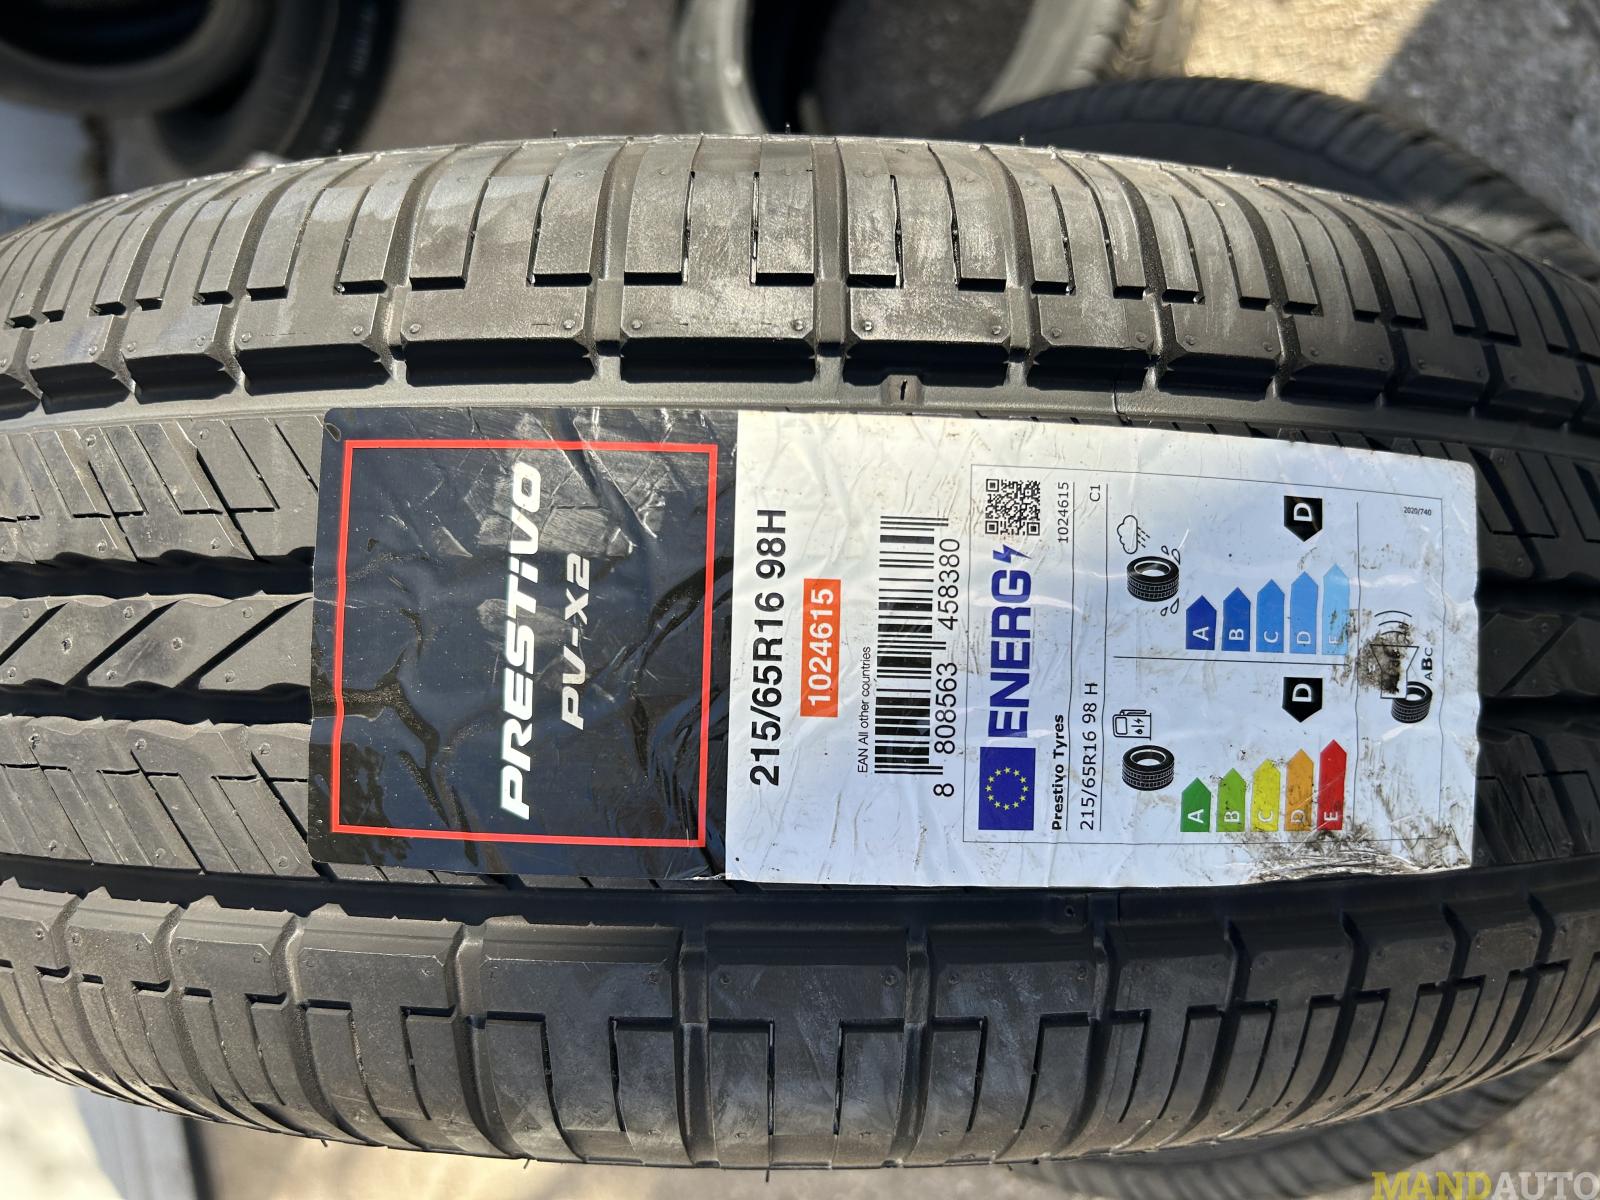 PRESTiVO
PV-X2
215/65R16 98H
1024615
EAN All other countries
8 808563 458380
ENERG
Prestivo Tyres
1024615
215/65R16 98 H
C1
A
B
C
D
E
D
A
B
C
D
E
D
ABC
2020/740
MANDAUTO